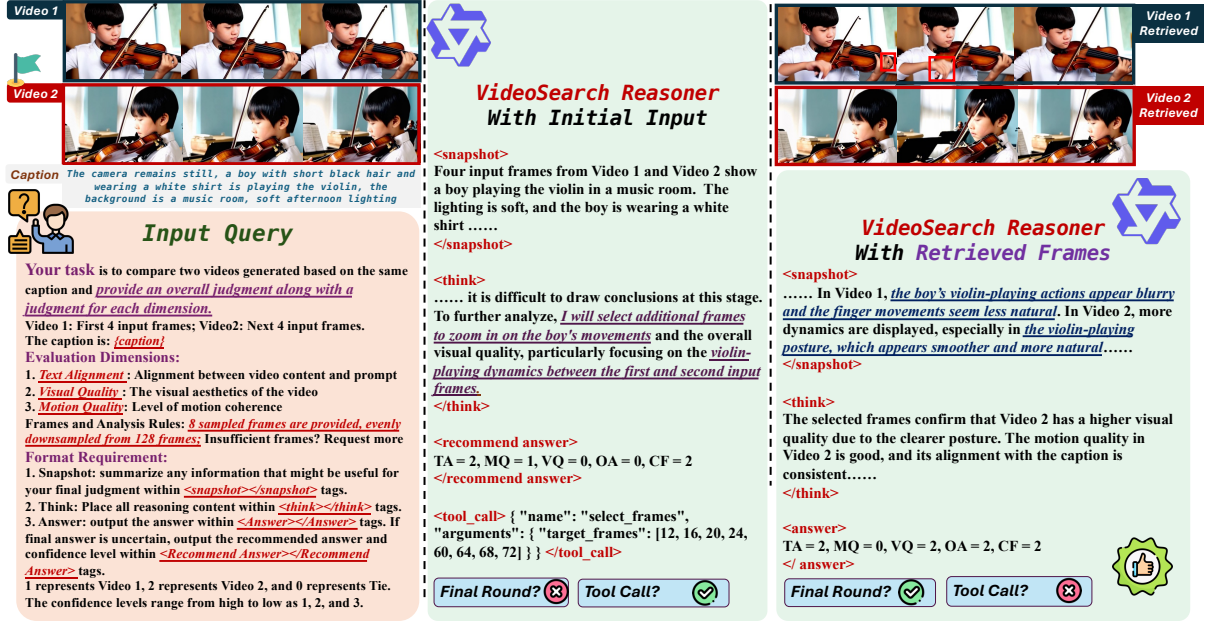 Video 1
Video 2
Caption
The camera remains still, a boy with short black hair and
wearing a white shirt is playing the violin, the
background is a music room, soft afternoon lighting
Input Query
Your task is to compare two videos generated based on the same
caption and provide an overall judgment along with a
judgment for each dimension.
Video 1: First 4 input frames; Video2: Next 4 input frames.
The caption is: {caption}
Evaluation Dimensions:
1. Text Alignment : Alignment between video content and prompt
2. Visual Quality : The visual aesthetics of the video
3. Motion Quality: Level of motion coherence
Frames and Analysis Rules: 8 sampled frames are provided, evenly
downsampled from 128 frames; Insufficient frames? Request more
Format Requirement:
1. Snapshot: summarize any information that might be useful for
your final judgment within <snapshot></snapshot> tags.
2. Think: Place all reasoning content within <think></think> tags.
3. Answer: output the answer within <Answer></Answer> tags. If
final answer is uncertain, output the recommended answer and
confidence level within <Recommend Answer></Recommend
Answer> tags.
1 represents Video 1, 2 represents Video 2, and 0 represents Tie.
The confidence levels range from high to low as 1, 2, and 3.
VideoSearch Reasoner
With Initial Input
<snapshot>
Four input frames from Video 1 and Video 2 show
a boy playing the violin in a music room. The
lighting is soft, and the boy is wearing a white
shirt ……
</snapshot>
<think>
…… it is difficult to draw conclusions at this stage.
To further analyze, I will select additional frames
to zoom in on the boy's movements and the overall
visual quality, particularly focusing on the violin-
playing dynamics between the first and second input
frames.
</think>
<recommend answer>
TA = 2, MQ = 1, VQ = 0, OA = 0, CF = 2
</recommend answer>
<tool_call> { "name": "select_frames",
"arguments": { "target_frames": [12, 16, 20, 24,
60, 64, 68, 72] } } </tool_call>
Final Round?
Tool Call?
Video 1
Retrieved
Video 2
Retrieved
VideoSearch Reasoner
With Retrieved Frames
<snapshot>
…… In Video 1, the boy's violin-playing actions appear blurry
and the finger movements seem less natural. In Video 2, more
dynamics are displayed, especially in the violin-playing
posture, which appears smoother and more natural……
</snapshot>
<think>
The selected frames confirm that Video 2 has a higher visual
quality due to the clearer posture. The motion quality in
Video 2 is good, and its alignment with the caption is
consistent……
</think>
<answer>
TA = 2, MQ = 0, VQ = 2, OA = 2, CF = 2
</ answer>
Final Round?
Tool Call?